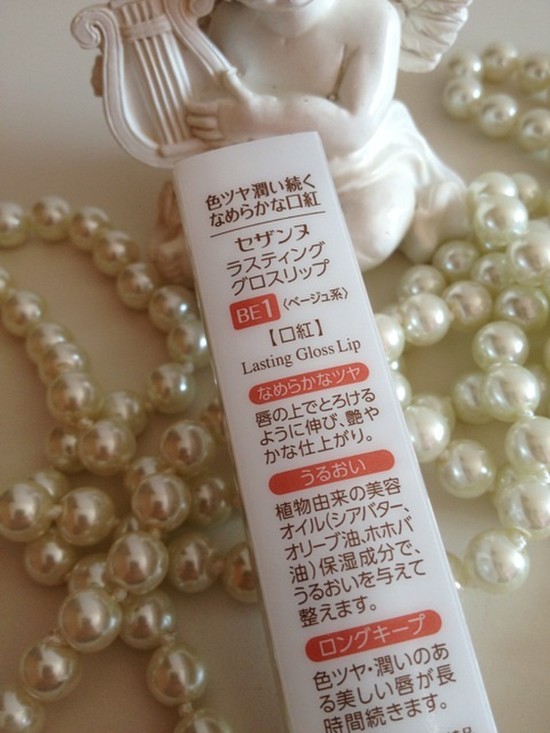 色ツヤ潤い続く
なめらかな口紅
セザンヌ
ラスティング
グロスリップ
BE1〈ベージュ系〉
【口紅】
Lasting Gloss Lip
なめらかなツヤ
唇の上でとろける
ように伸び、艶や
かな仕上がり。
うるおい
植物由来の美容
オイル(シアバター、
オリーブ油、ホホバ
油)保湿成分で、
うるおいを与えて
整えます。
ロングキープ
色ツヤ・潤いのあ
る美しい唇が長
時間続きます。